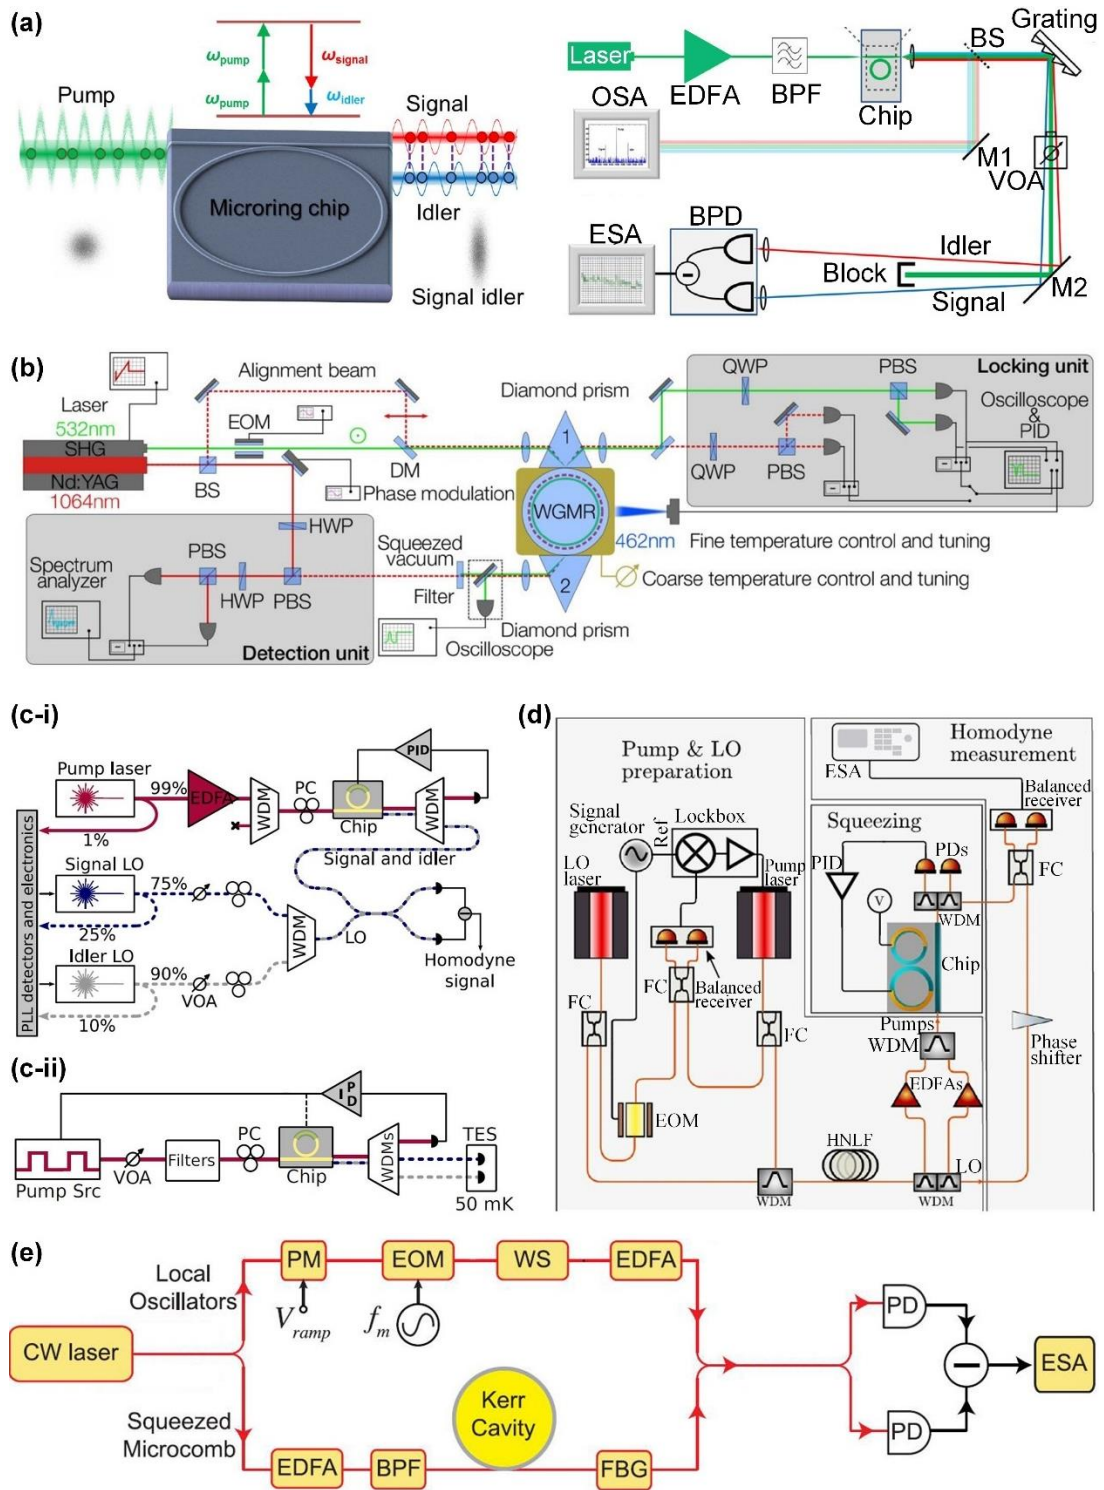 (a)
ω_pump
ω_pump
ω_signal
ω_idler
Pump
Signal
Idler
Microring chip
Signal idler
Laser
EDFA
BPF
Chip
BS
Grating
OSA
M1
VOA
BPD
ESA
Idler
Block
Signal
M2
(b)
Laser
532nm
SHG
Nd:YAG
1064nm
Alignment beam
EOM
BS
DM
Phase modulation
HWP
Diamond prism
1
WGMR
2
Diamond prism
QWP
QWP
PBS
PBS
Locking unit
Oscilloscope
&
PID
462nm
Fine temperature control and tuning
Coarse temperature control and tuning
Squeezed
vacuum
Filter
Oscilloscope
Spectrum
analyzer
PBS
HWP
PBS
Detection unit
(c-i)
Pump laser
99%
1%
EDFA
WDM
PC
Chip
PID
WDM
Signal and idler
PLL detectors and electronics
Signal LO
75%
25%
Idler LO
90%
10%
VOA
WDM
LO
Homodyne
signal
(c-ii)
Pump Src
VOA
Filters
PC
Chip
P
I
D
WDMs
TES
50 mK
(d)
Pump & LO
preparation
Signal
generator
Ref
Lockbox
LO
laser
Pump
laser
FC
FC
Balanced
receiver
FC
EOM
WDM
HNLF
WDM
LO
EDFAs
Pumps
WDM
Squeezing
PID
PDs
V
WDM
Chip
Homodyne
measurement
ESA
Balanced
receiver
FC
Phase
shifter
(e)
CW laser
Local
Oscillators
PM
EOM
WS
EDFA
V_ramp
f_m
Squeezed
Microcomb
Kerr
Cavity
EDFA
BPF
FBG
PD
PD
ESA